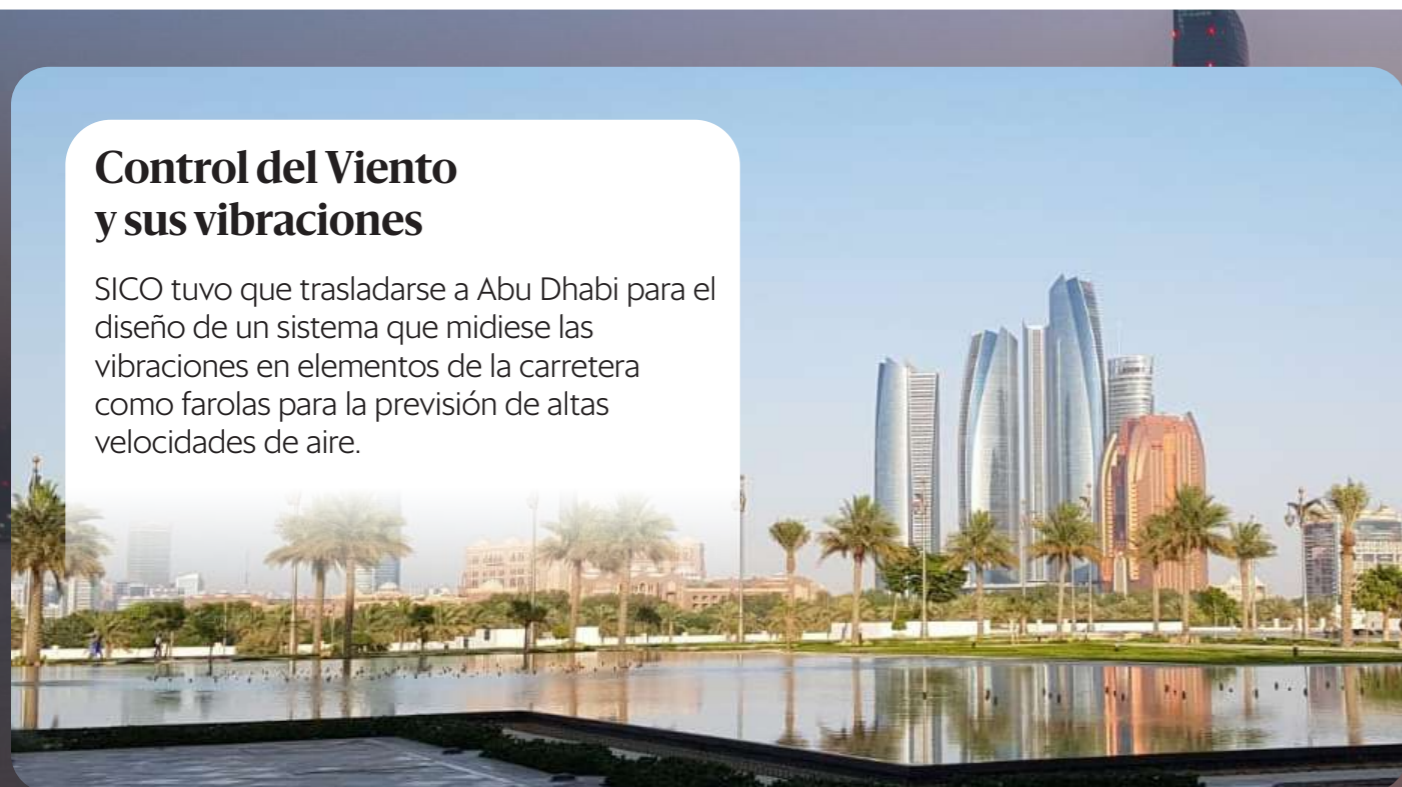 Control del Viento
y sus vibraciones
SICO tuvo que trasladarse a Abu Dhabi para el
diseño de un sistema que midiese las
vibraciones en elementos de la carretera
como farolas para la previsión de altas
velocidades de aire.